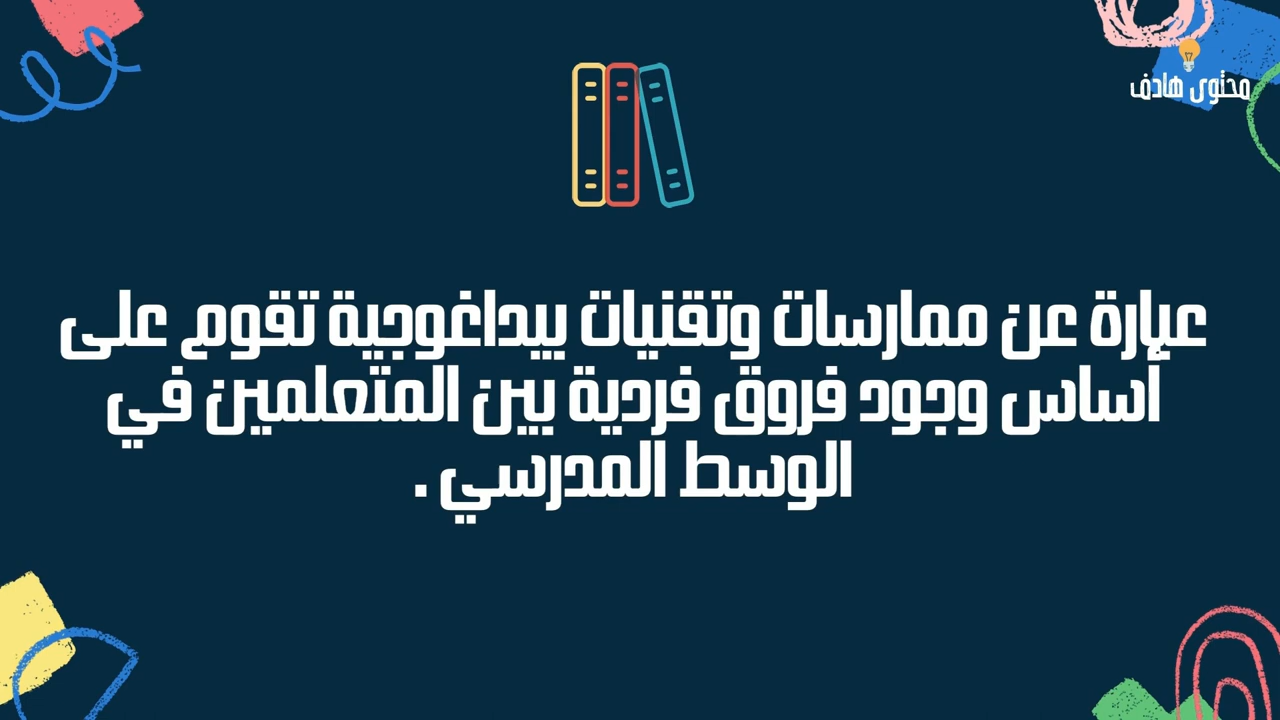 محتوى هادف
عبارة عن ممارسات وتقنيات بيداغوجية تقوم على
أساس وجود فروق فردية بين المتعلمين في
الوسط المدرسي .